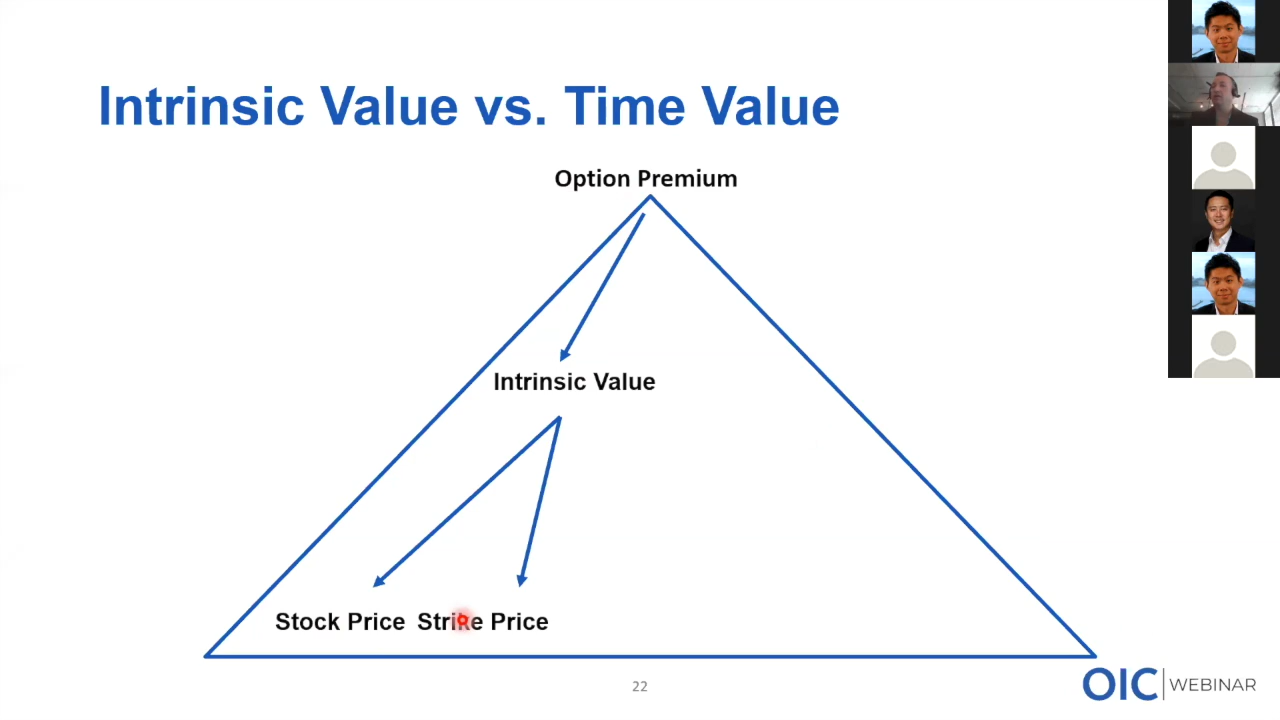 Intrinsic Value vs. Time Value
Option Premium
Intrinsic Value
Stock Price Strike Price
22
OIC WEBINAR